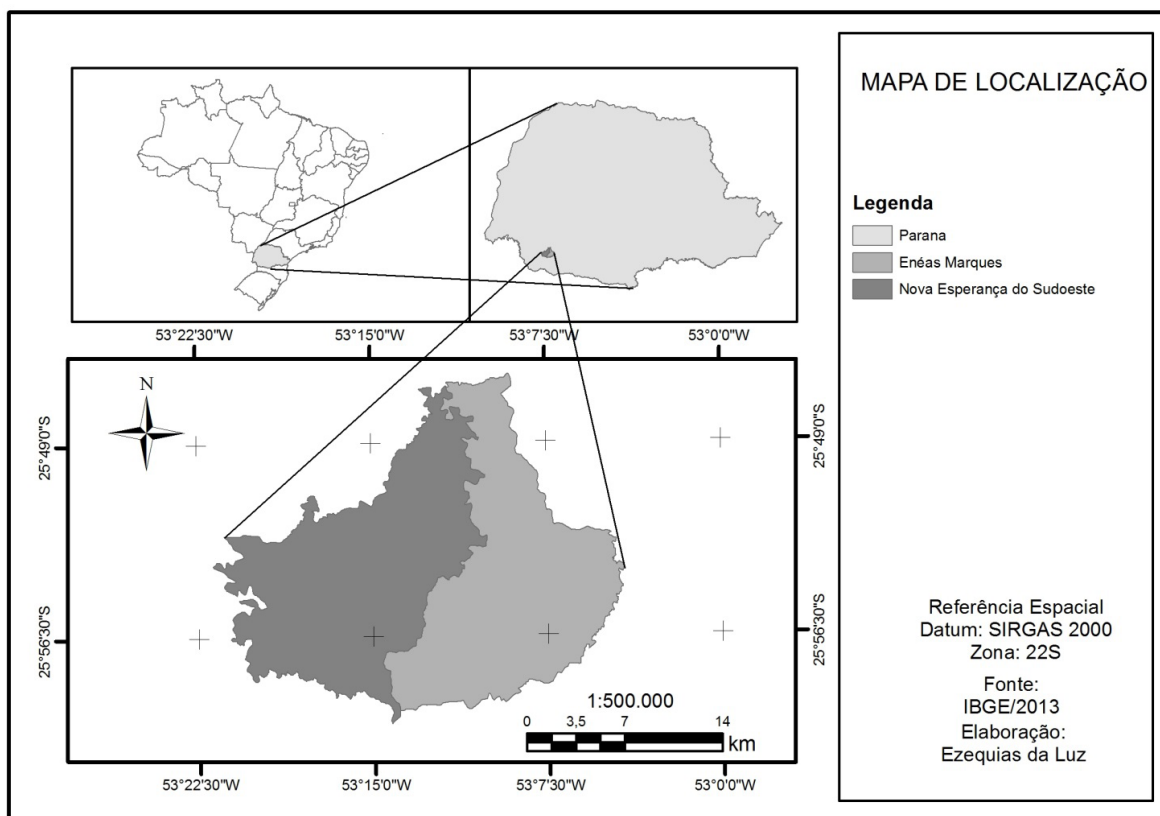 MAPA DE LOCALIZAÇÃO
Legenda
Parana
Enéas Marques
Nova Esperança do Sudoeste
53°22'30"W 53°15'0"W 53°7'30"W 53°0'0"W
N
25°49'0"S 25°49'0"S
25°56'30"S 25°56'30"S
1:500.000
0 3,5 7 14
km
53°22'30"W 53°15'0"W 53°7'30"W 53°0'0"W
Referência Espacial
Datum: SIRGAS 2000
Zona: 22S
Fonte:
IBGE/2013
Elaboração:
Ezequias da Luz